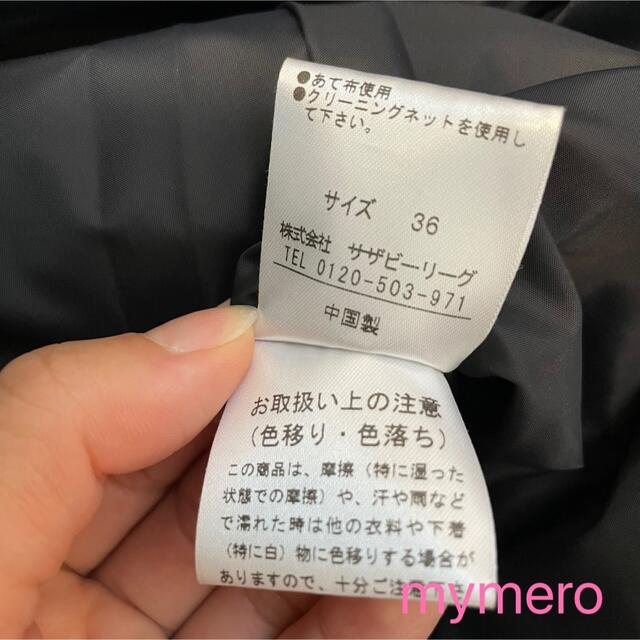 ●あて布使用
●クリーニングネットを使用し
て下さい。
サイズ 36
株式会社 サザビーリーグ
TEL 0120-503-971
中国製
お取扱い上の注意
(色移り・色落ち)
この商品は、摩擦（特に湿った
状態での摩擦）や、汗や雨など
で濡れた時は他の衣料や下着
（特に白）物に色移りする場合が
ありますので、十分ご注意
mymero